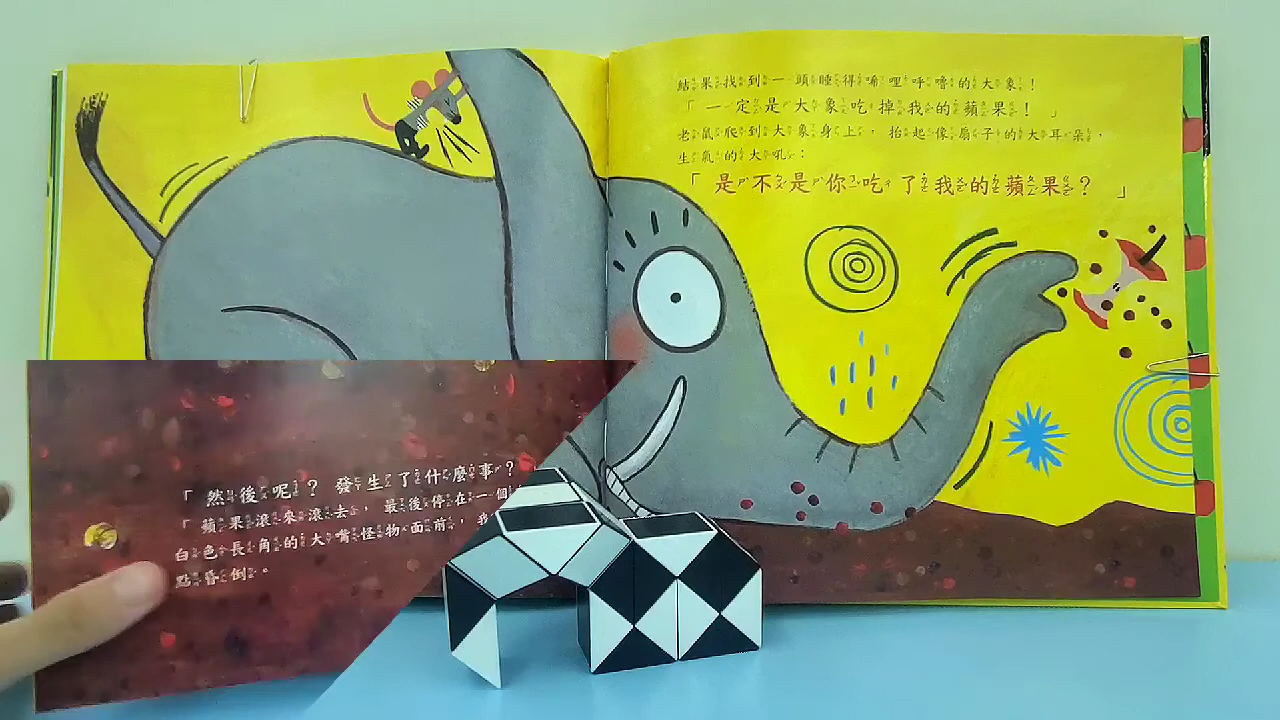 結果找到一頭睡得唏哩呼嚕的大象！
「一定是大象吃掉我的蘋果！」
老鼠爬到大象身上，抬起像扇子的大耳朵，
生氣的大吼：
「是不是你吃了我的蘋果？」
「然後呢？發生了什麼事？
「蘋果滾來滾去，最後停在一個
白色長角的大嘴怪物面前，我
點昏倒。